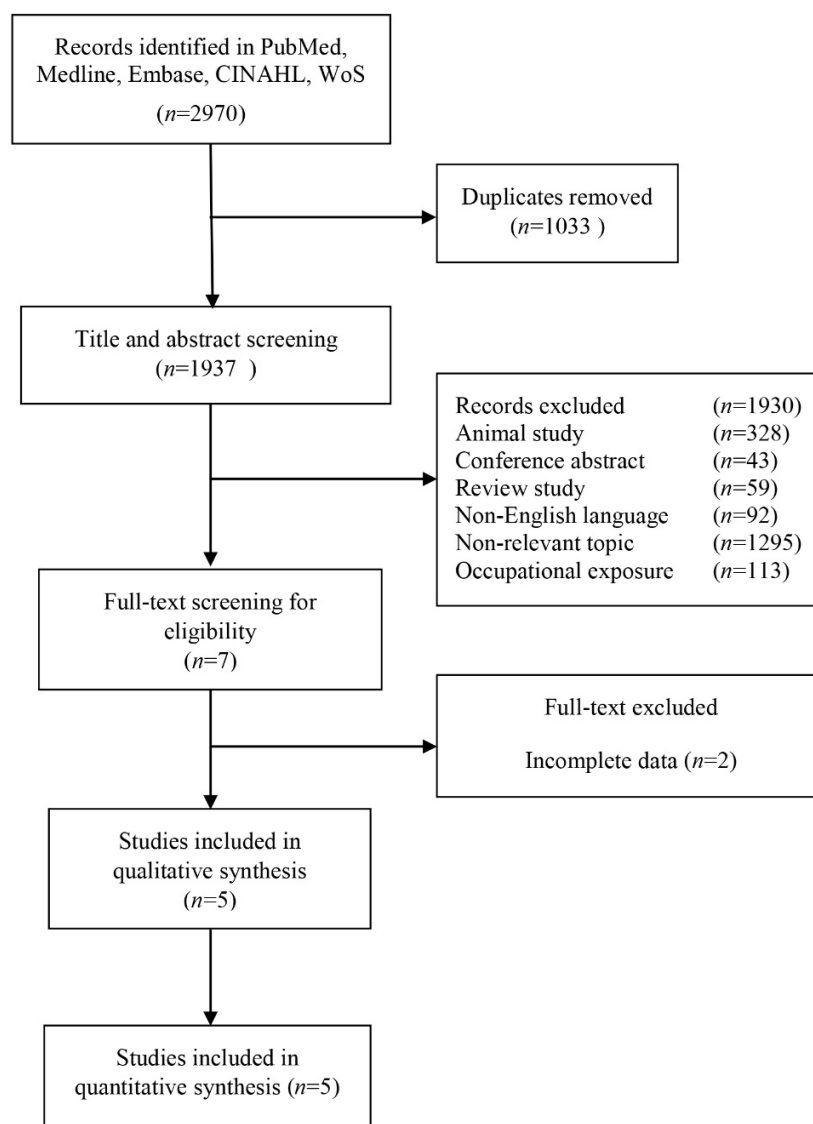 Records identified in PubMed,
Medline, Embase, CINAHL, WoS
(n=2970)
Duplicates removed
(n=1033 )
Title and abstract screening
(n=1937 )
Records excluded (n=1930)
Animal study (n=328)
Conference abstract (n=43)
Review study (n=59)
Non-English language (n=92)
Non-relevant topic (n=1295)
Occupational exposure (n=113)
Full-text screening for
eligibility
(n=7)
Full-text excluded
Incomplete data (n=2)
Studies included in
qualitative synthesis
(n=5)
Studies included in
quantitative synthesis (n=5)